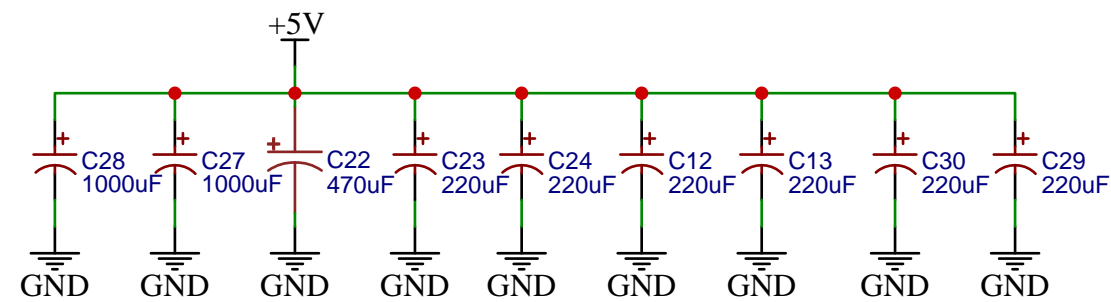 +5V
+ + + + + + + + +
C28 C27 C22 C23 C24 C12 C13 C30 C29
1000uF 1000uF 470uF 220uF 220uF 220uF 220uF 220uF 220uF
GND GND GND GND GND GND GND GND GND